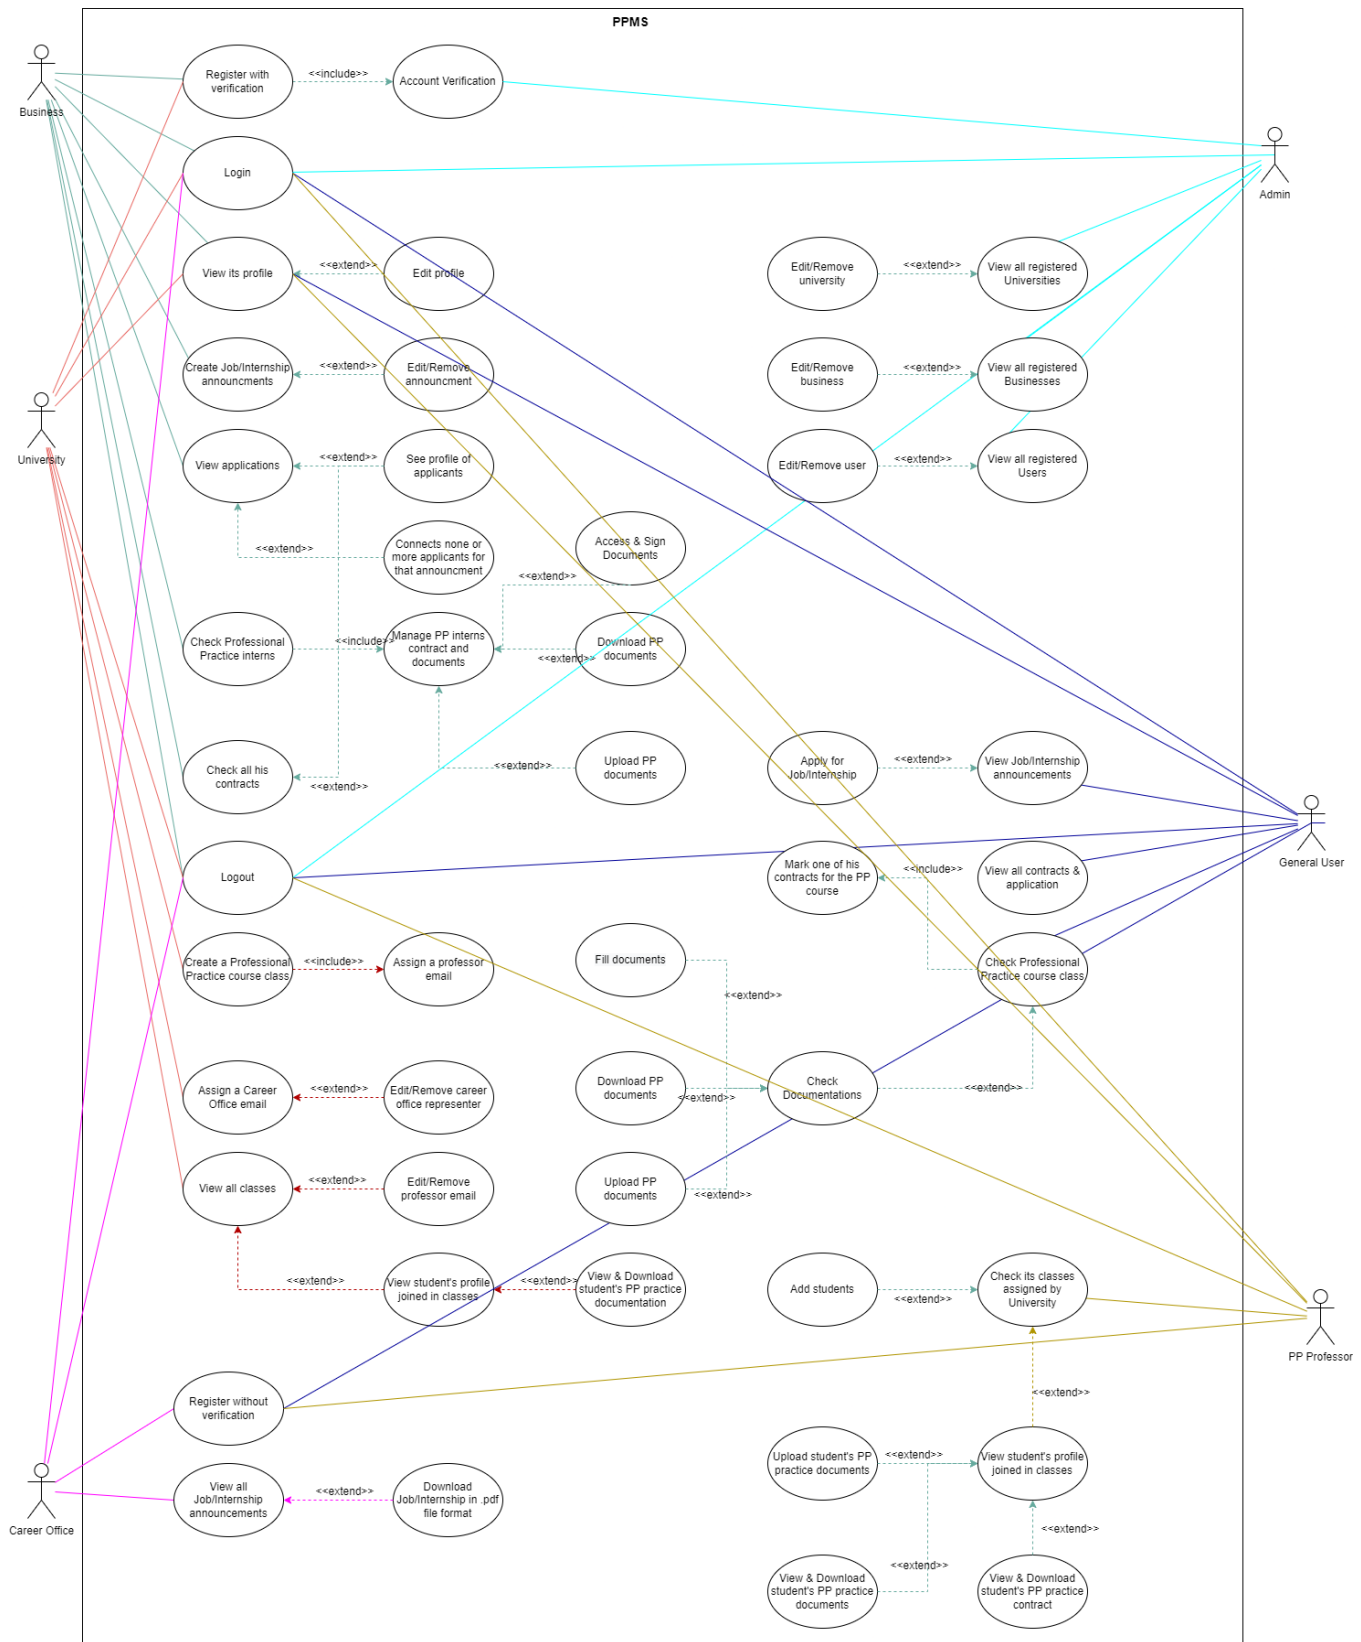 PPMS
Business
Register with
verification
<<include>>
Account Verification
Admin
Login
View its profile
<<extend>>
Edit profile
Edit/Remove
university
<<extend>>
View all registered
Universities
Create Job/Internship
announcments
<<extend>>
Edit/Remove
announcment
Edit/Remove
business
<<extend>>
View all registered
Businesses
University
View applications
<<extend>>
See profile of
applicants
Edit/Remove user
<<extend>>
View all registered
Users
<<extend>>
Connects none or
more applicants for
that announcment
Access & Sign
Documents
<<extend>>
Check Professional
Practice interns
<<include>>
Manage PP interns
contract and
documents
<<extend>>
Download PP
documents
Check all his
contracts
<<extend>>
<<extend>>
Upload PP
documents
Apply for
Job/Internship
<<extend>>
View Job/Internship
announcements
General User
Logout
Mark one of his
contracts for the PP
course
<<include>>
View all contracts &
application
Create a Professional
Practice course class
<<include>>
Assign a professor
email
Fill documents
<<extend>>
Check Professional
Practice course class
Assign a Career
Office email
<<extend>>
Edit/Remove career
office representer
Download PP
documents
<<extend>>
Check
Documentations
<<extend>>
View all classes
<<extend>>
Edit/Remove
professor email
Upload PP
documents
<<extend>>
<<extend>>
View student's profile
joined in classes
<<extend>>
View & Download
student's PP practice
documentation
Add students
<<extend>>
Check its classes
assigned by
University
PP Professor
Register without
verification
<<extend>>
Career Office
View all
Job/Internship
announcements
<<extend>>
Download
Job/Internship in .pdf
file format
Upload student's PP
practice documents
<<extend>>
View student's profile
joined in classes
<<extend>>
<<extend>>
View & Download
student's PP practice
documents
View & Download
student's PP practice
contract